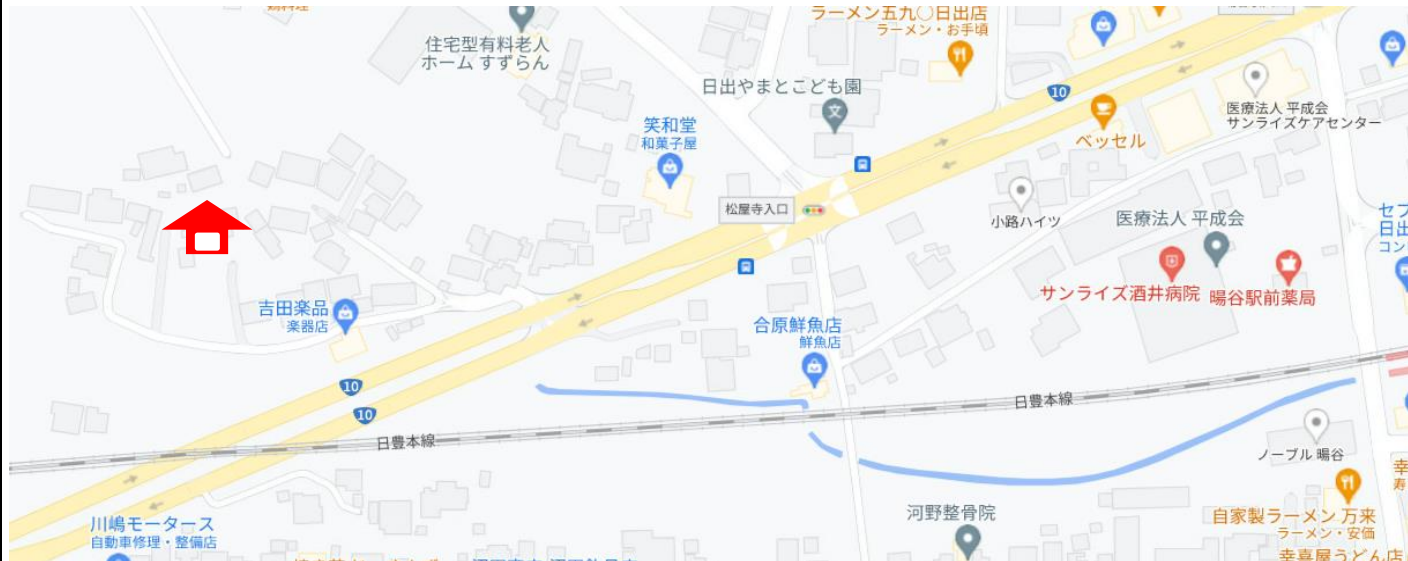 ラーメン五九〇日出店
ラーメン・お手頃
住宅型有料老人
ホーム すずらん
日出やまとこども園
笑和堂
和菓子屋
10
ベッセル
医療法人 平成会
サンライズケアセンター
松屋寺入口
小路ハイツ
医療法人 平成会
サンライズ酒井病院
暘谷駅前薬局
セブ
日出
コンビ
吉田楽品
楽器店
合原鮮魚店
鮮魚店
10
10
日豊本線
日豊本線
ノーブル 暘谷
川嶋モータース
自動車修理・整備店
河野整骨院
自家製ラーメン 万来
ラーメン・安価
幸
寿
幸喜屋うどん店